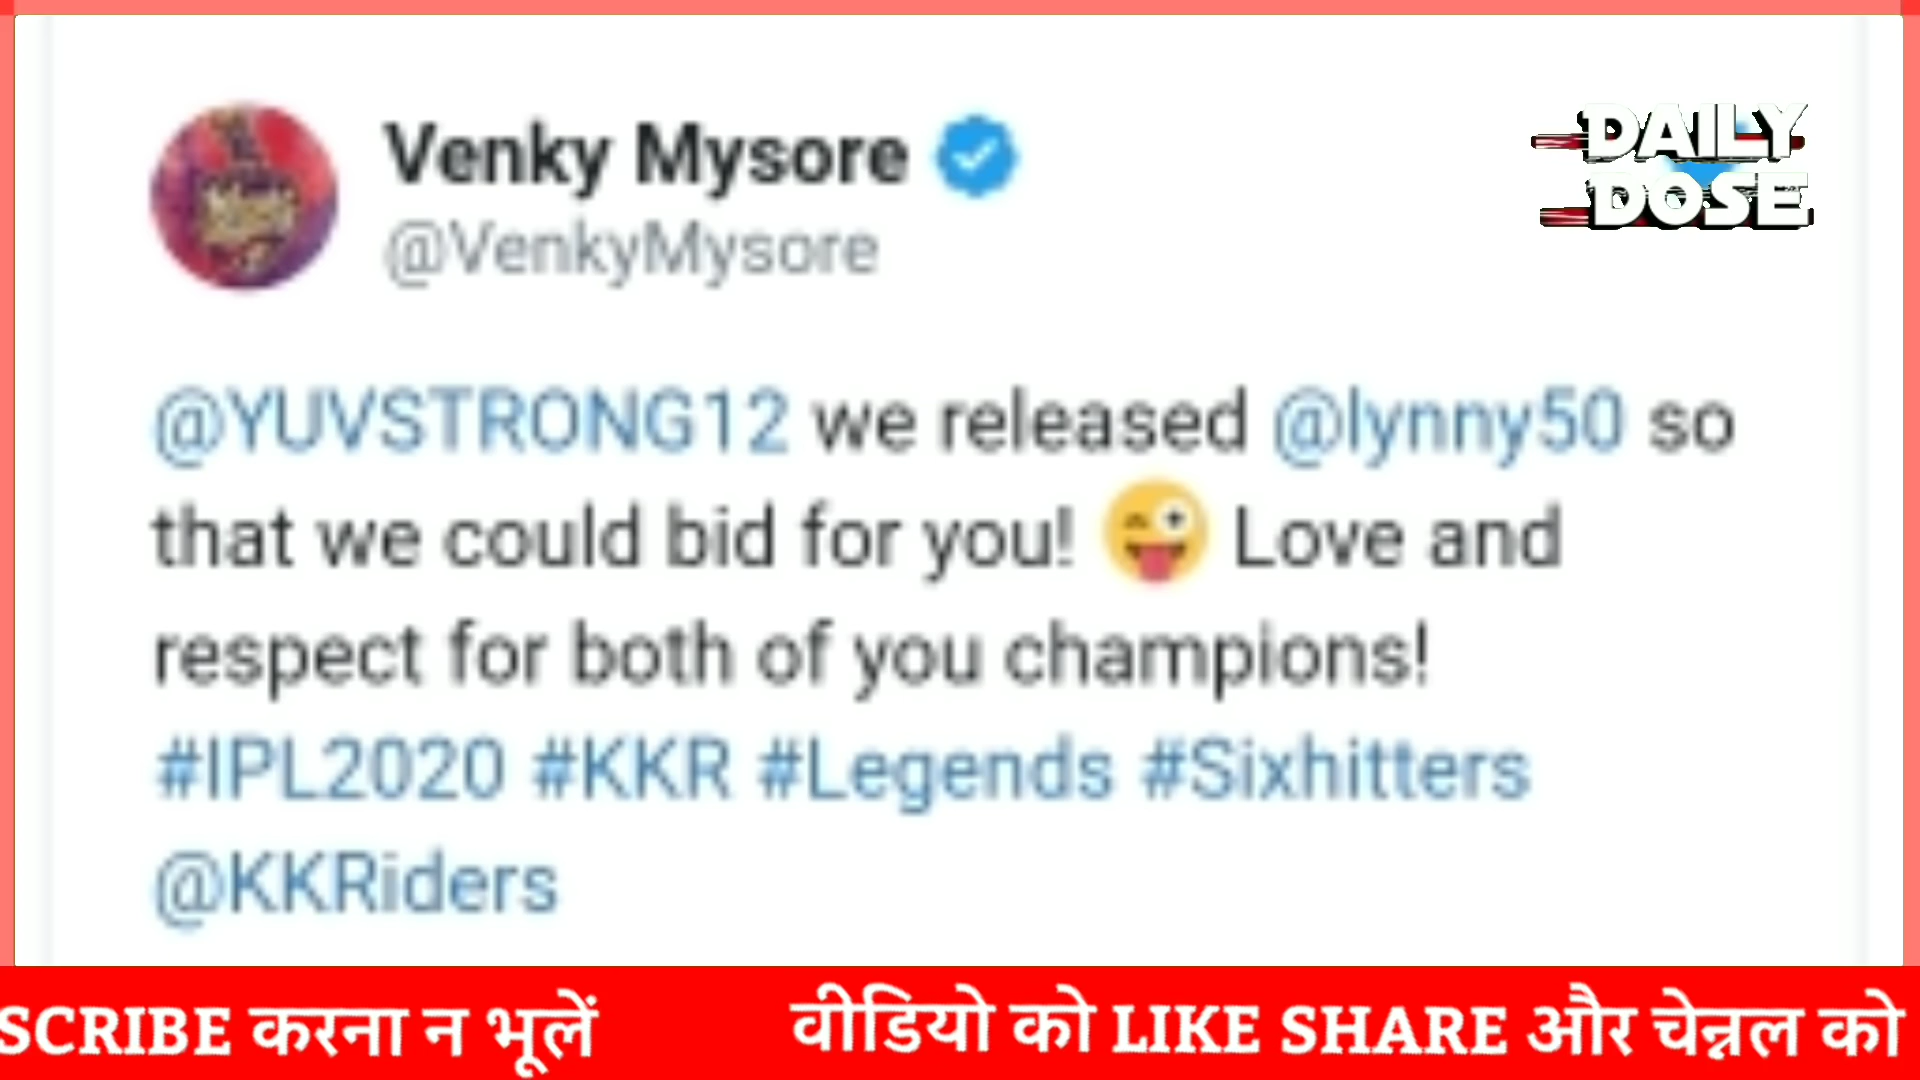 Venky Mysore
@VenkyMysore
DAILY
DOSE
@YUVSTRONG12 we released @lynny50 so
that we could bid for you! 😜 Love and
respect for both of you champions!
#IPL2020 #KKR #Legends #Sixhitters
@KKRiders
SCRIBE करना न भूलें वीडियो को LIKE SHARE और चेन्नल को